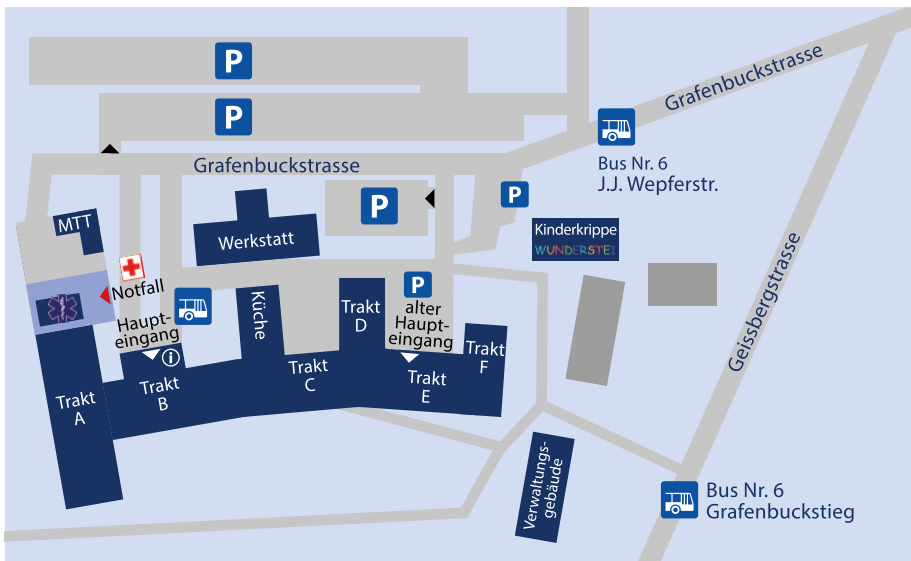 P
P
Grafenbuckstrasse
Bus Nr. 6
J.J. Wepferstr.
Grafenbuckstrasse
P
P
MTT
Werkstatt
Kinderkrippe
WUNDERSTEI
Notfall
P
alter
Haupt-
eingang
Haupt-
eingang
i
Küche
Trakt
D
Trakt
F
Trakt
A
Trakt
B
Trakt
C
Trakt
E
Geissbergstrasse
Verwaltungs-
gebäude
Bus Nr. 6
Grafenbuckstieg